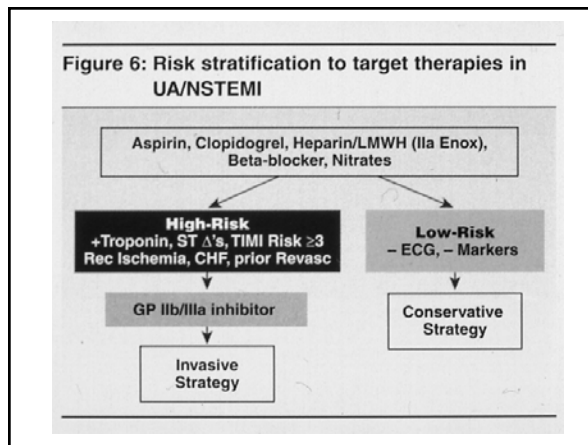 Figure 6: Risk stratification to target therapies in
UA/NSTEMI
Aspirin, Clopidogrel, Heparin/LMWH (IIa Enox),
Beta-blocker, Nitrates
High-Risk
+Troponin, ST Δ's, TIMI Risk ≥3
Rec Ischemia, CHF, prior Revasc
Low-Risk
– ECG, – Markers
GP IIb/IIIa inhibitor
Conservative
Strategy
Invasive
Strategy